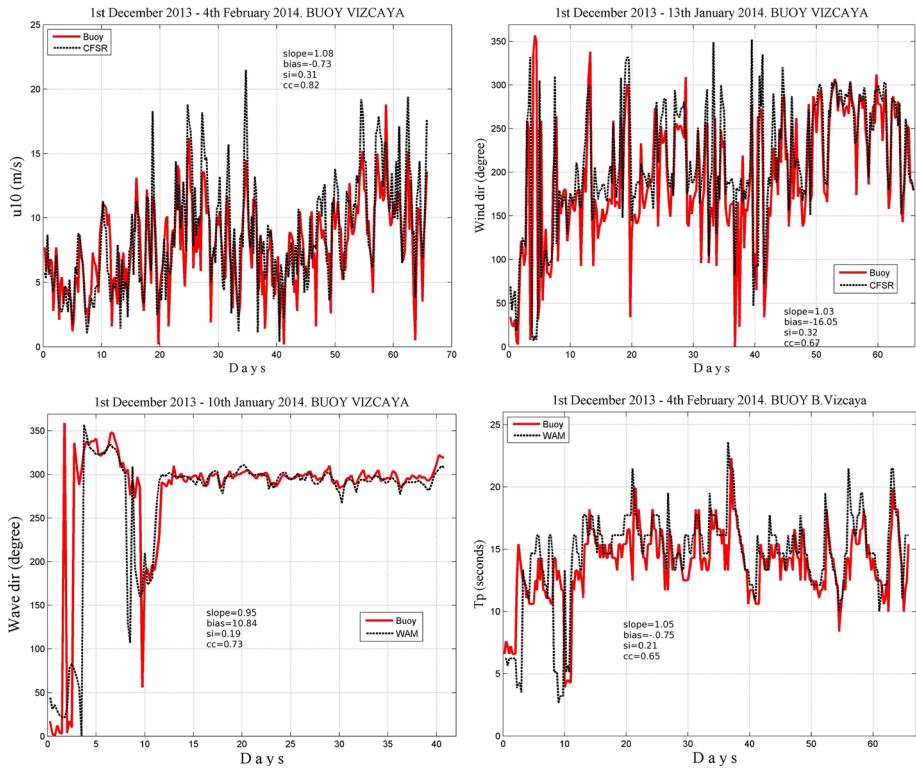 1st December 2013 - 4th February 2014. BUOY VIZCAYA
25
20
15
10
5
0
u10 (m/s)
Buoy
CFSR
slope=1.08
bias=-0.73
si=0.31
cc=0.82
0 10 20 30 40 50 60 70
Days
1st December 2013 - 13th January 2014. BUOY VIZCAYA
350
300
250
200
150
100
50
0
Wind dir (degree)
Buoy
CFSR
slope=1.03
bias=-16.05
si=0.32
cc=0.67
0 10 20 30 40 50 60
Days
1st December 2013 - 10th January 2014. BUOY VIZCAYA
350
300
250
200
150
100
50
0
Wave dir (degree)
slope=0.95
bias=10.84
si=0.19
cc=0.73
Buoy
WAM
0 5 10 15 20 25 30 35 40
Days
1st December 2013 - 4th February 2014. BUOY B.Vizcaya
25
20
15
10
5
0
Tp (seconds)
Buoy
WAM
slope=1.05
bias=-.0.75
si=0.21
cc=0.65
0 10 20 30 40 50 60
Days